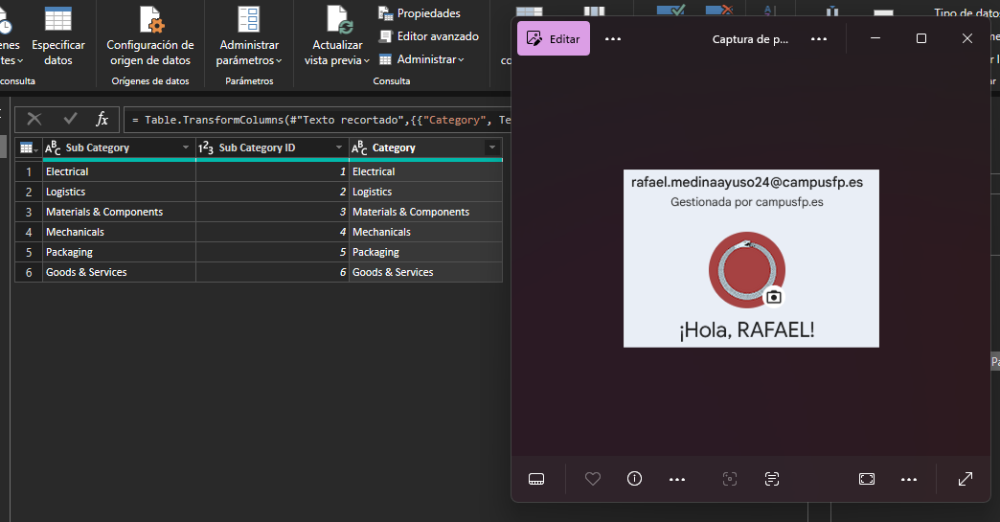 Propiedades
Editor avanzado
Administrar
Especificar
datos
consulta
Configuración de
origen de datos
Orígenes de datos
Administrar
parámetros
Parámetros
Actualizar
vista previa
Consulta
Tipo de datos
Editar
Captura de p...
fx
= Table.TransformColumns(#"Texto recortado",{{"Category", Te
ABC Sub Category
123 Sub Category ID
ABC Category
1 Electrical 1 Electrical
2 Logistics 2 Logistics
3 Materials & Components 3 Materials & Components
4 Mechanicals 4 Mechanicals
5 Packaging 5 Packaging
6 Goods & Services 6 Goods & Services
rafael.medinaayuso24@campusfp.es
Gestionada por campusfp.es
¡Hola, RAFAEL!